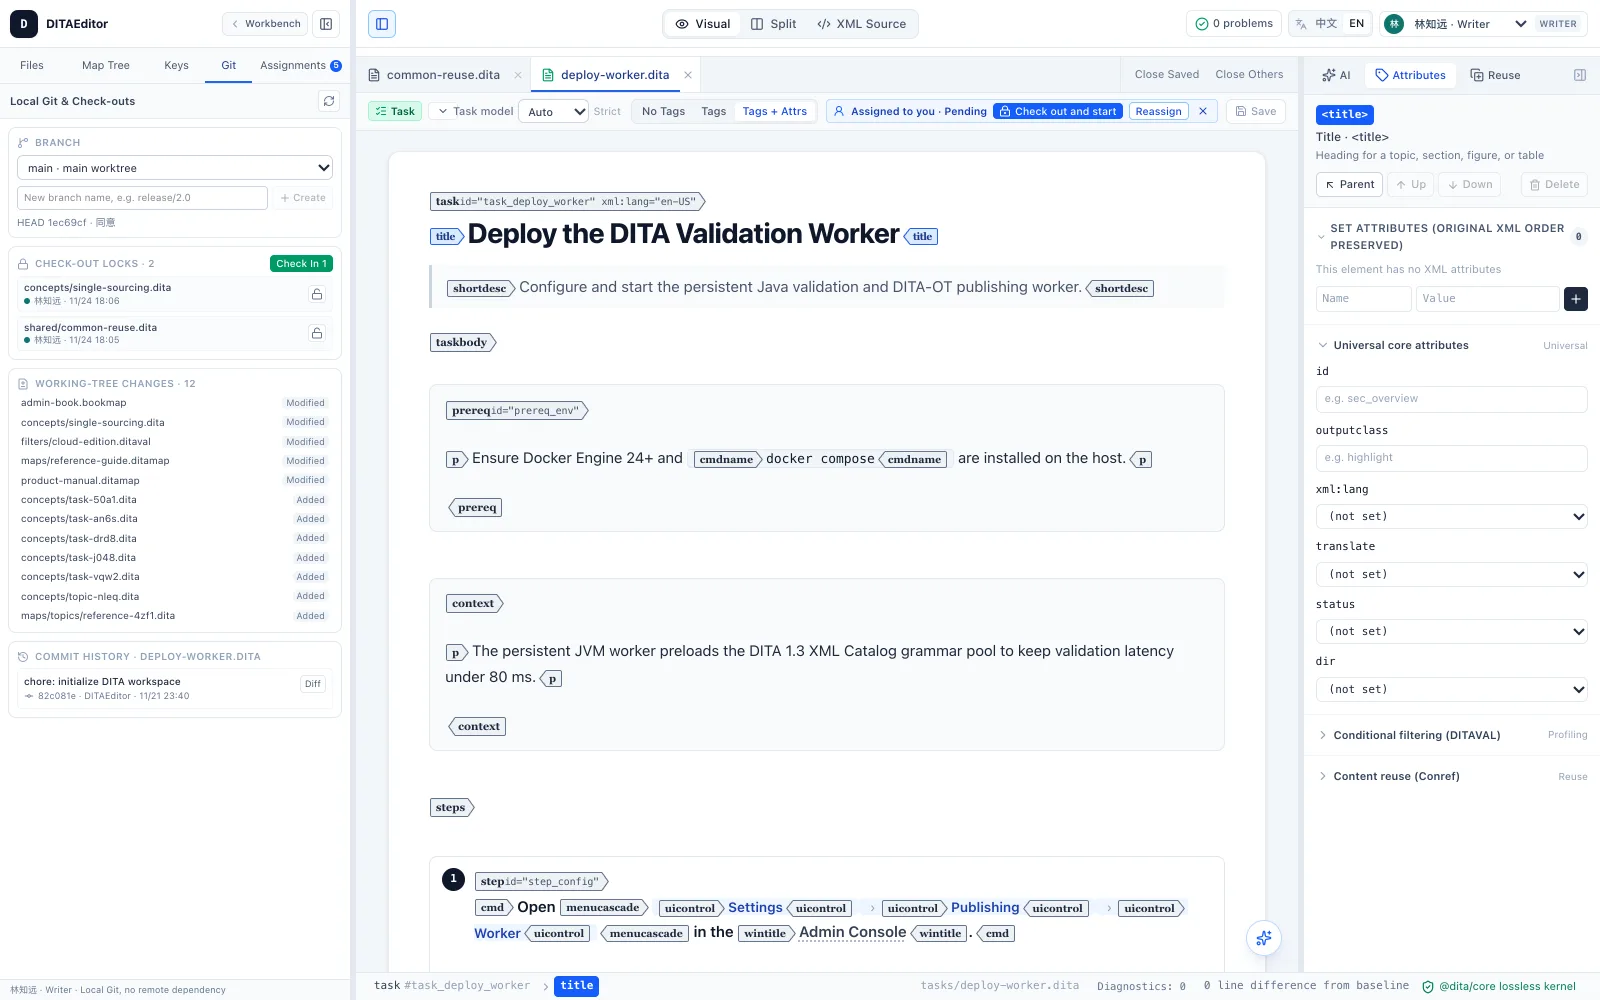 D DITAEditor
Workbench
Files Map Tree Keys Git Assignments 5
Local Git & Check-outs
BRANCH
main · main worktree
New branch name, e.g. release/2.0
+ Create
HEAD 1ec69cf · 同意
CHECK-OUT LOCKS · 2
Check In 1
concepts/single-sourcing.dita
林知远 · 11/24 18:06
shared/common-reuse.dita
林知远 · 11/24 18:05
WORKING-TREE CHANGES · 12
admin-book.bookmap Modified
concepts/single-sourcing.dita Modified
filters/cloud-edition.ditaval Modified
maps/reference-guide.ditamap Modified
product-manual.ditamap Modified
concepts/task-50a1.dita Added
concepts/task-an6s.dita Added
concepts/task-drd8.dita Added
concepts/task-j048.dita Added
concepts/task-vqw2.dita Added
concepts/topic-nleq.dita Added
maps/topics/reference-4zf1.dita Added
COMMIT HISTORY · DEPLOY-WORKER.DITA
chore: initialize DITA workspace
82c081e · DITAEditor · 11/21 23:40
Diff
林知远 · Writer · Local Git, no remote dependency
Visual Split XML Source
0 problems
中文 EN
林 林知远 · Writer WRITER
common-reuse.dita
deploy-worker.dita
Close Saved Close Others
Task Task model Auto Strict
No Tags Tags Tags + Attrs
Assigned to you · Pending Check out and start Reassign
Save
task id="task_deploy_worker" xml:lang="en-US"
title Deploy the DITA Validation Worker title
shortdesc Configure and start the persistent Java validation and DITA-OT publishing worker. shortdesc
taskbody
prereq id="prereq_env"
p Ensure Docker Engine 24+ and cmdname docker compose cmdname are installed on the host. p
prereq
context
p The persistent JVM worker preloads the DITA 1.3 XML Catalog grammar pool to keep validation latency
under 80 ms. p
context
steps
1 step id="step_config"
cmd Open menucascade uicontrol Settings uicontrol › uicontrol Publishing uicontrol › uicontrol
Worker uicontrol menucascade in the wintitle Admin Console wintitle . cmd
task #task_deploy_worker › title
tasks/deploy-worker.dita Diagnostics: 0 0 line difference from baseline @dita/core lossless kernel
AI Attributes Reuse
<title>
Title · <title>
Heading for a topic, section, figure, or table
Parent Up Down Delete
SET ATTRIBUTES (ORIGINAL XML ORDER
PRESERVED)
0
This element has no XML attributes
Name Value +
Universal core attributes Universal
id
e.g. sec_overview
outputclass
e.g. highlight
xml:lang
(not set)
translate
(not set)
status
(not set)
dir
(not set)
Conditional filtering (DITAVAL) Profiling
Content reuse (Conref) Reuse